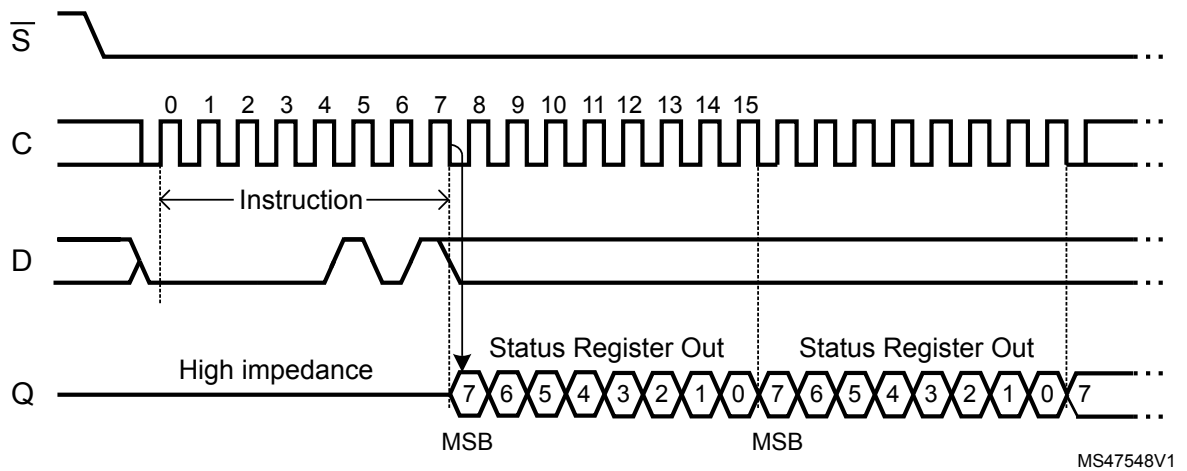 S
0 1 2 3 4 5 6 7 8 9 10 11 12 13 14 15
C
Instruction
D
Status Register Out Status Register Out
High impedance
Q 7 6 5 4 3 2 1 0 7 6 5 4 3 2 1 0 7
MSB MSB
MS47548V1